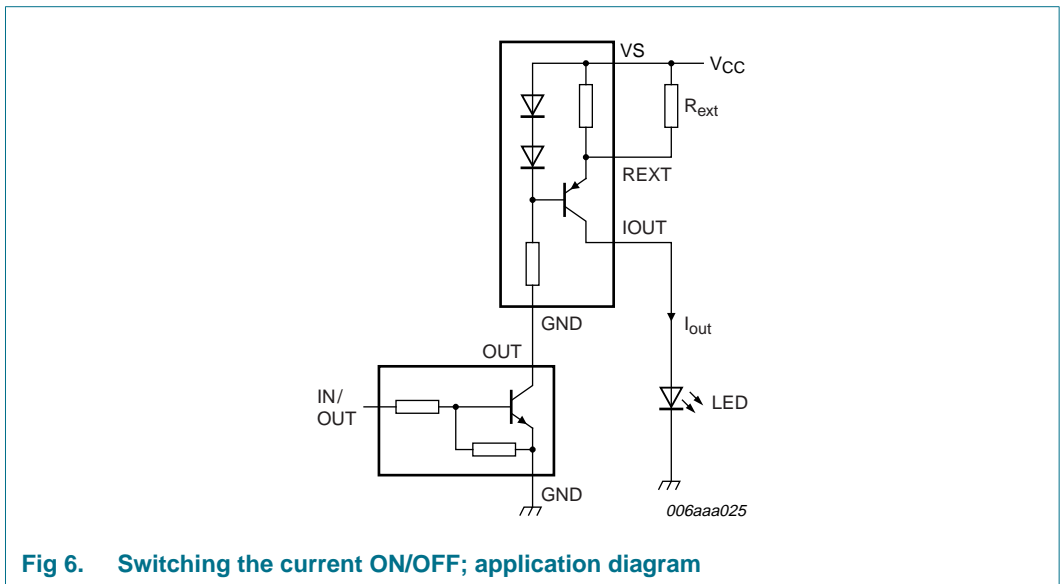 VS
VCC
Rext
REXT
IOUT
GND
Iout
OUT
IN/
OUT
LED
GND
006aaa025
Fig 6. Switching the current ON/OFF; application diagram